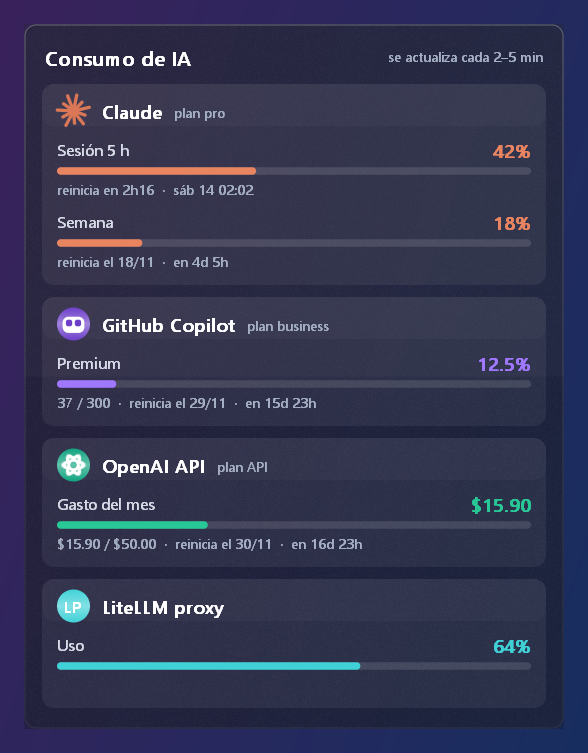 Consumo de IA se actualiza cada 2–5 min
Claude plan pro
Sesión 5 h 42%
reinicia en 2h16 · sáb 14 02:02
Semana 18%
reinicia el 18/11 · en 4d 5h
GitHub Copilot plan business
Premium 12.5%
37 / 300 · reinicia el 29/11 · en 15d 23h
OpenAI API plan API
Gasto del mes $15.90
$15.90 / $50.00 · reinicia el 30/11 · en 16d 23h
LP LiteLLM proxy
Uso 64%